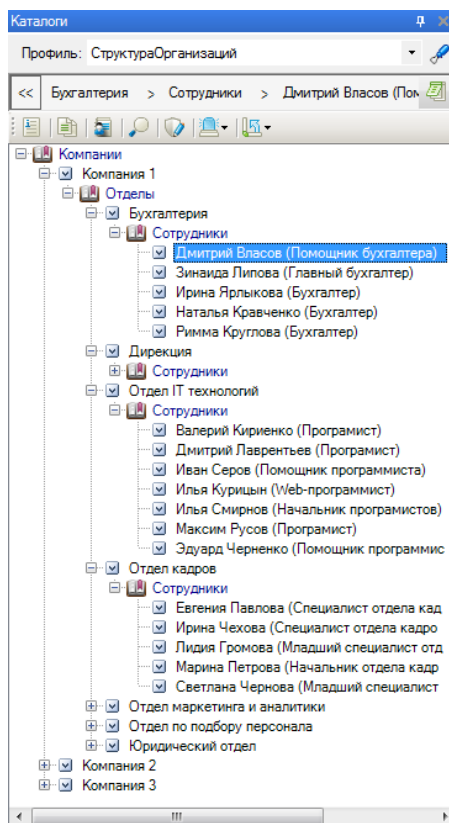 Каталоги
Профиль: СтруктураОрганизаций
<< Бухгалтерия > Сотрудники > Дмитрий Власов (Пом
Компании
Компания 1
Отделы
Бухгалтерия
Сотрудники
Дмитрий Власов (Помощник бухгалтера)
Зинаида Липова (Главный бухгалтер)
Ирина Ярлыкова (Бухгалтер)
Наталья Кравченко (Бухгалтер)
Римма Круглова (Бухгалтер)
Дирекция
Сотрудники
Отдел IT технологий
Сотрудники
Валерий Кириенко (Програмист)
Дмитрий Лаврентьев (Програмист)
Иван Серов (Помощник программиста)
Илья Курицын (Web-программист)
Илья Смирнов (Начальник програмистов)
Максим Русов (Програмист)
Эдуард Черненко (Помощник программис
Отдел кадров
Сотрудники
Евгения Павлова (Специалист отдела кад
Ирина Чехова (Специалист отдела кадро
Лидия Громова (Младший специалист отд
Марина Петрова (Начальник отдела кадр
Светлана Чернова (Младший специалист
Отдел маркетинга и аналитики
Отдел по подбору персонала
Юридический отдел
Компания 2
Компания 3